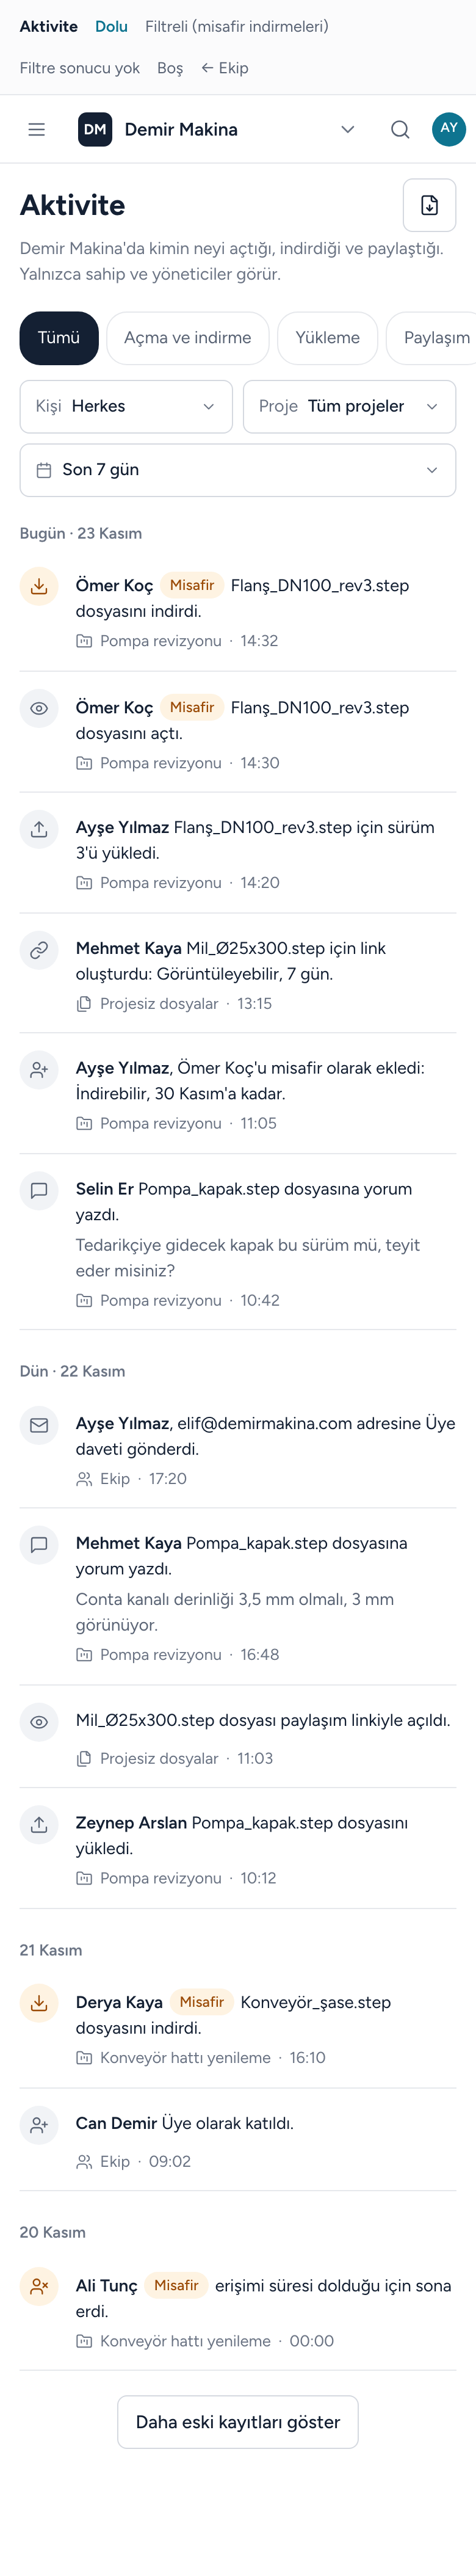 Aktivite Dolu Filtreli (misafir indirmeleri)
Filtre sonucu yok Boş ← Ekip
DM Demir Makina AY
Aktivite
Demir Makina'da kimin neyi açtığı, indirdiği ve paylaştığı.
Yalnızca sahip ve yöneticiler görür.
Tümü Açma ve indirme Yükleme Paylaşım
Kişi Herkes Proje Tüm projeler
Son 7 gün
Bugün · 23 Kasım
Ömer Koç Misafir Flanş_DN100_rev3.step
dosyasını indirdi.
Pompa revizyonu · 14:32
Ömer Koç Misafir Flanş_DN100_rev3.step
dosyasını açtı.
Pompa revizyonu · 14:30
Ayşe Yılmaz Flanş_DN100_rev3.step için sürüm
3'ü yükledi.
Pompa revizyonu · 14:20
Mehmet Kaya Mil_Ø25x300.step için link
oluşturdu: Görüntüleyebilir, 7 gün.
Projesiz dosyalar · 13:15
Ayşe Yılmaz, Ömer Koç'u misafir olarak ekledi:
İndirebilir, 30 Kasım'a kadar.
Pompa revizyonu · 11:05
Selin Er Pompa_kapak.step dosyasına yorum
yazdı.
Tedarikçiye gidecek kapak bu sürüm mü, teyit
eder misiniz?
Pompa revizyonu · 10:42
Dün · 22 Kasım
Ayşe Yılmaz, elif@demirmakina.com adresine Üye
daveti gönderdi.
Ekip · 17:20
Mehmet Kaya Pompa_kapak.step dosyasına
yorum yazdı.
Conta kanalı derinliği 3,5 mm olmalı, 3 mm
görünüyor.
Pompa revizyonu · 16:48
Mil_Ø25x300.step dosyası paylaşım linkiyle açıldı.
Projesiz dosyalar · 11:03
Zeynep Arslan Pompa_kapak.step dosyasını
yükledi.
Pompa revizyonu · 10:12
21 Kasım
Derya Kaya Misafir Konveyör_şase.step
dosyasını indirdi.
Konveyör hattı yenileme · 16:10
Can Demir Üye olarak katıldı.
Ekip · 09:02
20 Kasım
Ali Tunç Misafir erişimi süresi dolduğu için sona
erdi.
Konveyör hattı yenileme · 00:00
Daha eski kayıtları göster